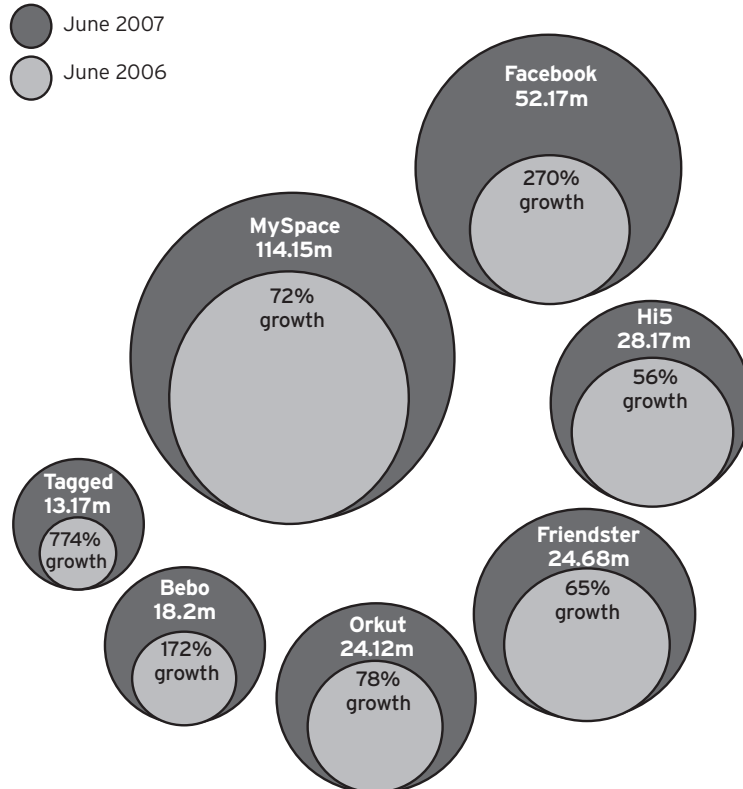 June 2007
June 2006
Facebook
52.17m
270%
growth
MySpace
114.15m
72%
growth
Hi5
28.17m
56%
growth
Tagged
13.17m
774%
growth
Friendster
24.68m
65%
growth
Bebo
18.2m
172%
growth
Orkut
24.12m
78%
growth